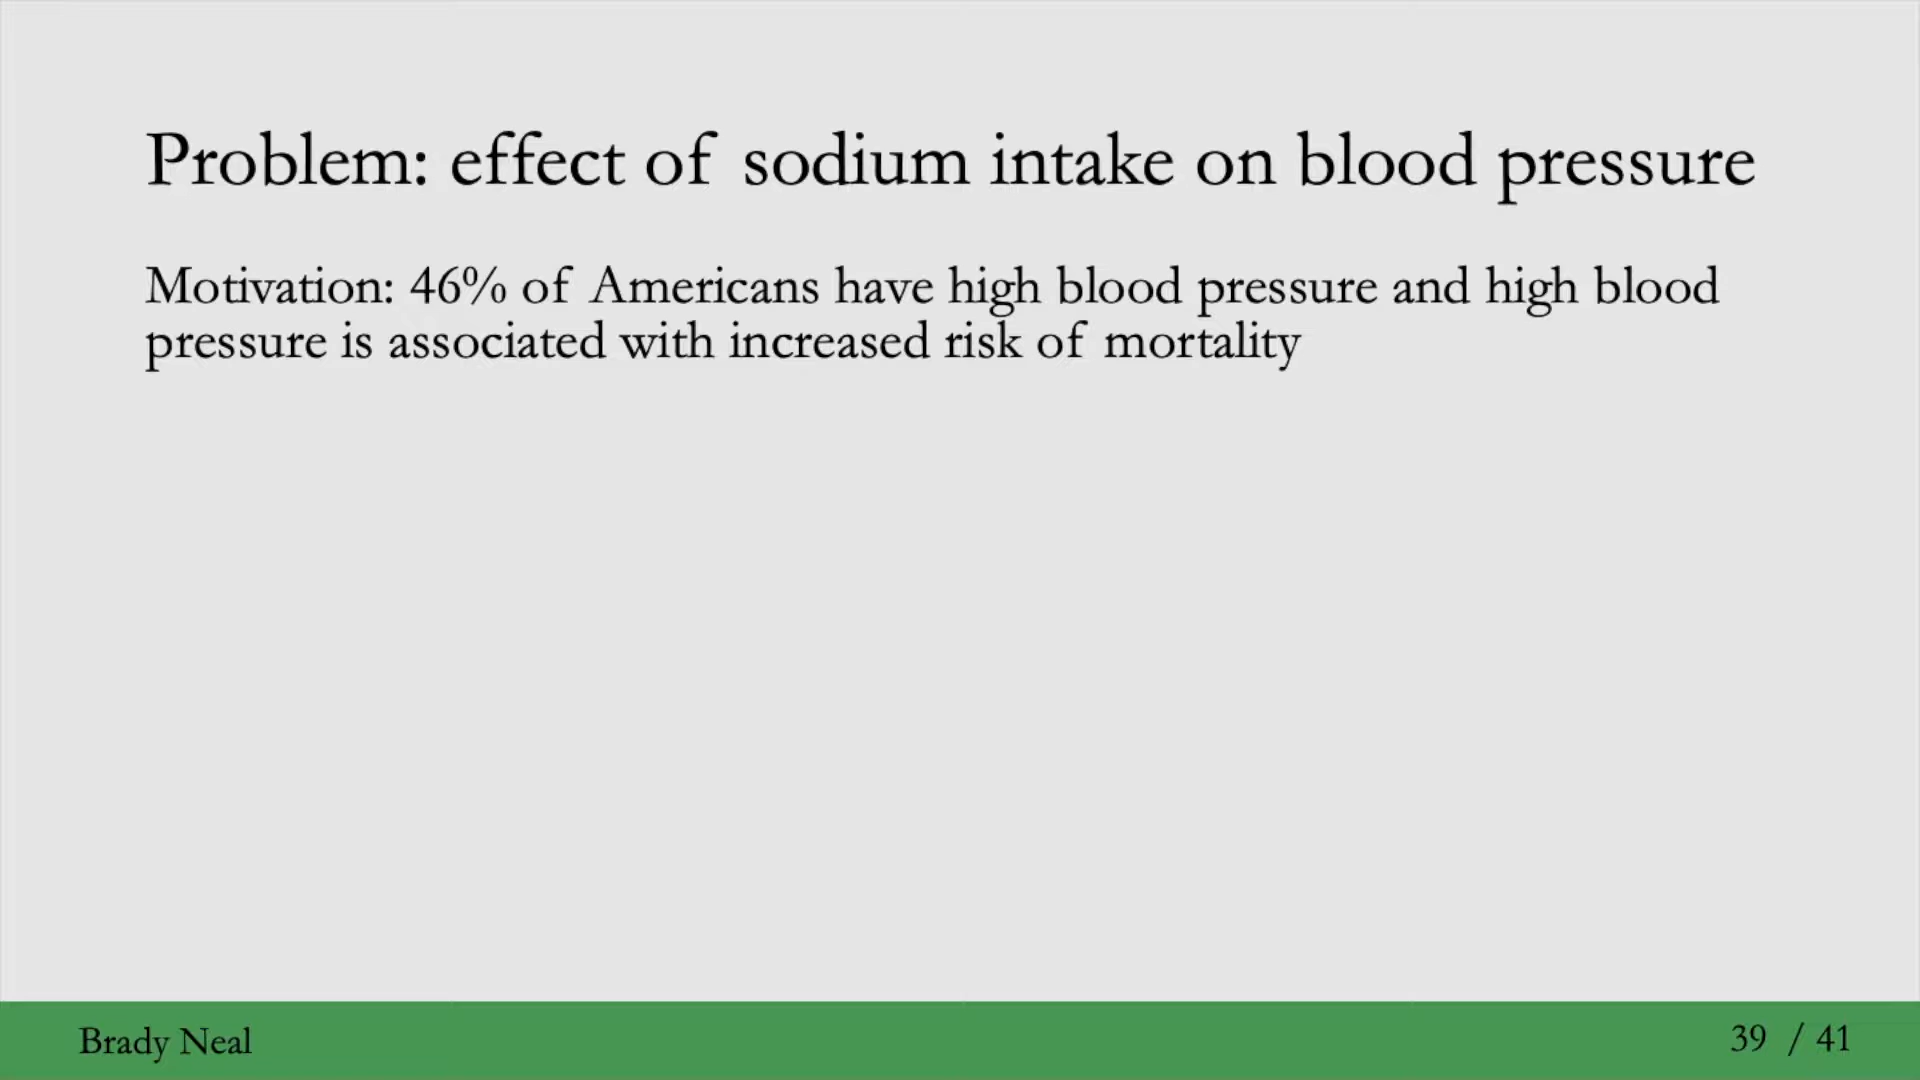 Problem: effect of sodium intake on blood pressure
Motivation: 46% of Americans have high blood pressure and high blood
pressure is associated with increased risk of mortality
Brady Neal
39 / 41